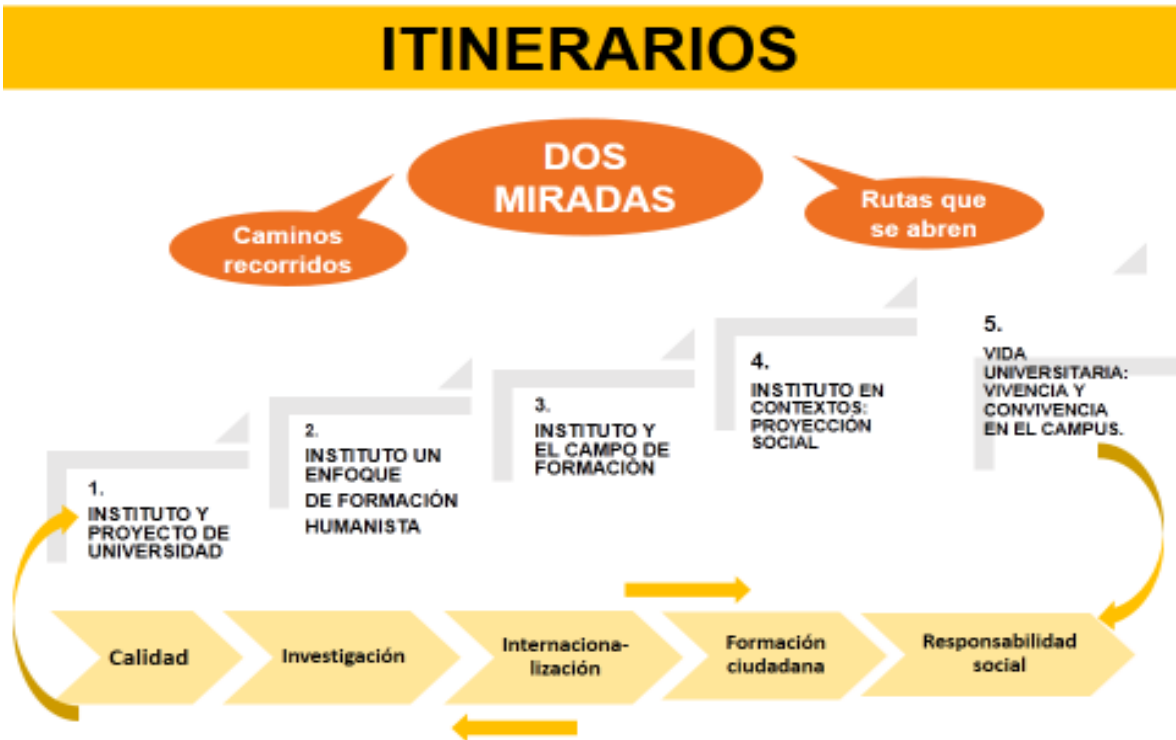 ITINERARIOS
DOS
MIRADAS
Caminos
recorridos
Rutas que
se abren
1.
INSTITUTO Y
PROYECTO DE
UNIVERSIDAD
2.
INSTITUTO UN
ENFOQUE
DE FORMACIÓN
HUMANISTA
3.
INSTITUTO Y
EL CAMPO DE
FORMACIÒN
4.
INSTITUTO EN
CONTEXTOS:
PROYECCIÓN
SOCIAL
5.
VIDA
UNIVERSITARIA:
VIVENCIA Y
CONVIVENCIA
EN EL CAMPUS.
Calidad
Investigación
Internaciona-
lización
Formación
ciudadana
Responsabilidad
social